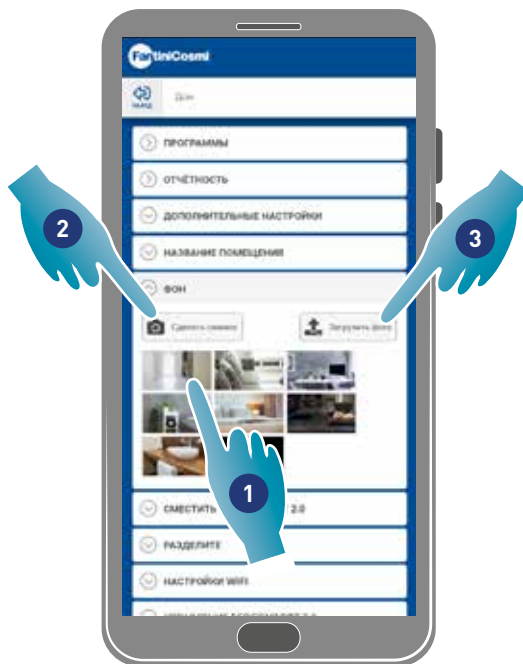 FantiniCosmi
НАЗАД Дом
ПРОГРАММЫ
ОТЧЁТНОСТЬ
ДОПОЛНИТЕЛЬНЫЕ НАСТРОЙКИ
2
3
НАЗВАНИЕ ПОМЕЩЕНИЯ
ФОН
Сделать снимок Загрузить фото
1
СМЕСТИТЬ 2.0
РАЗДЕЛИТЕ
НАСТРОЙКИ WIFI